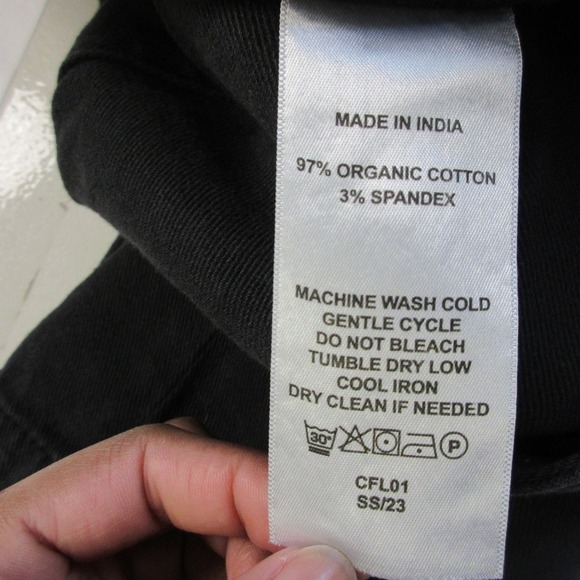 MADE IN INDIA
97% ORGANIC COTTON
3% SPANDEX
MACHINE WASH COLD
GENTLE CYCLE
DO NOT BLEACH
TUMBLE DRY LOW
COOL IRON
DRY CLEAN IF NEEDED
30° P
CFL01
SS/23